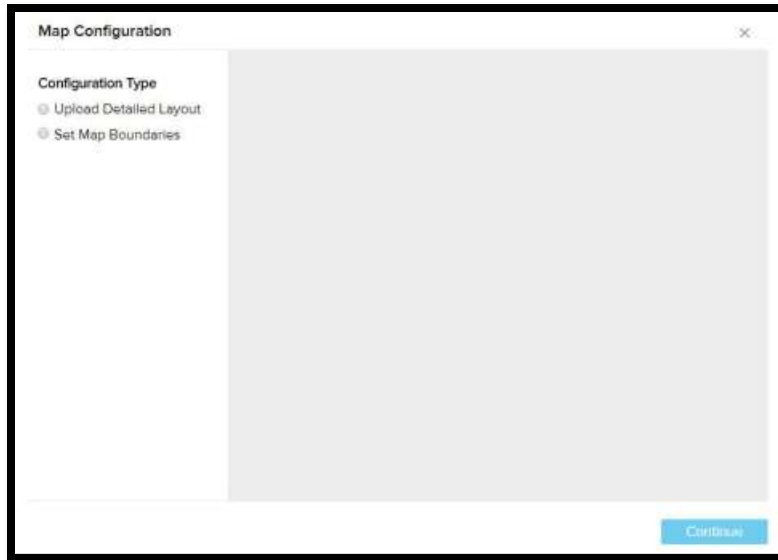 Map Configuration
Configuration Type
Upload Detailed Layout
Set Map Boundaries
Continue